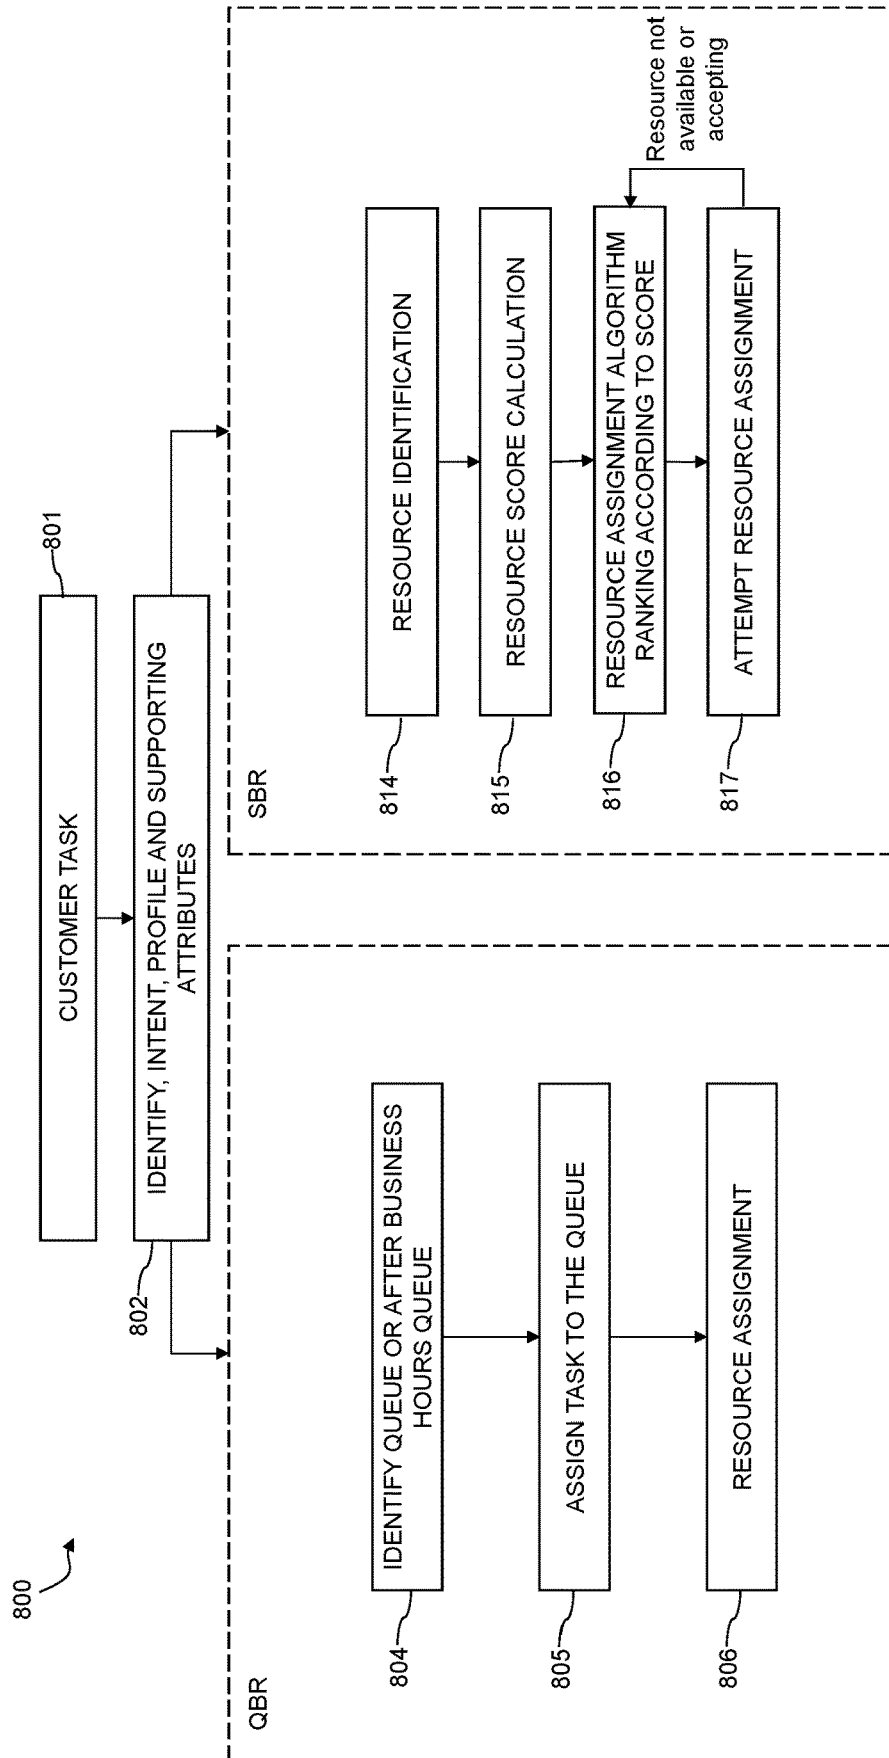 800
CUSTOMER TASK
801
IDENTIFY, INTENT, PROFILE AND SUPPORTING
ATTRIBUTES
802
QBR
IDENTIFY QUEUE OR AFTER BUSINESS
HOURS QUEUE
804
ASSIGN TASK TO THE QUEUE
805
RESOURCE ASSIGNMENT
806
SBR
RESOURCE IDENTIFICATION
814
RESOURCE SCORE CALCULATION
815
RESOURCE ASSIGNMENT ALGORITHM
RANKING ACCORDING TO SCORE
816
ATTEMPT RESOURCE ASSIGNMENT
817
Resource not
available or
accepting